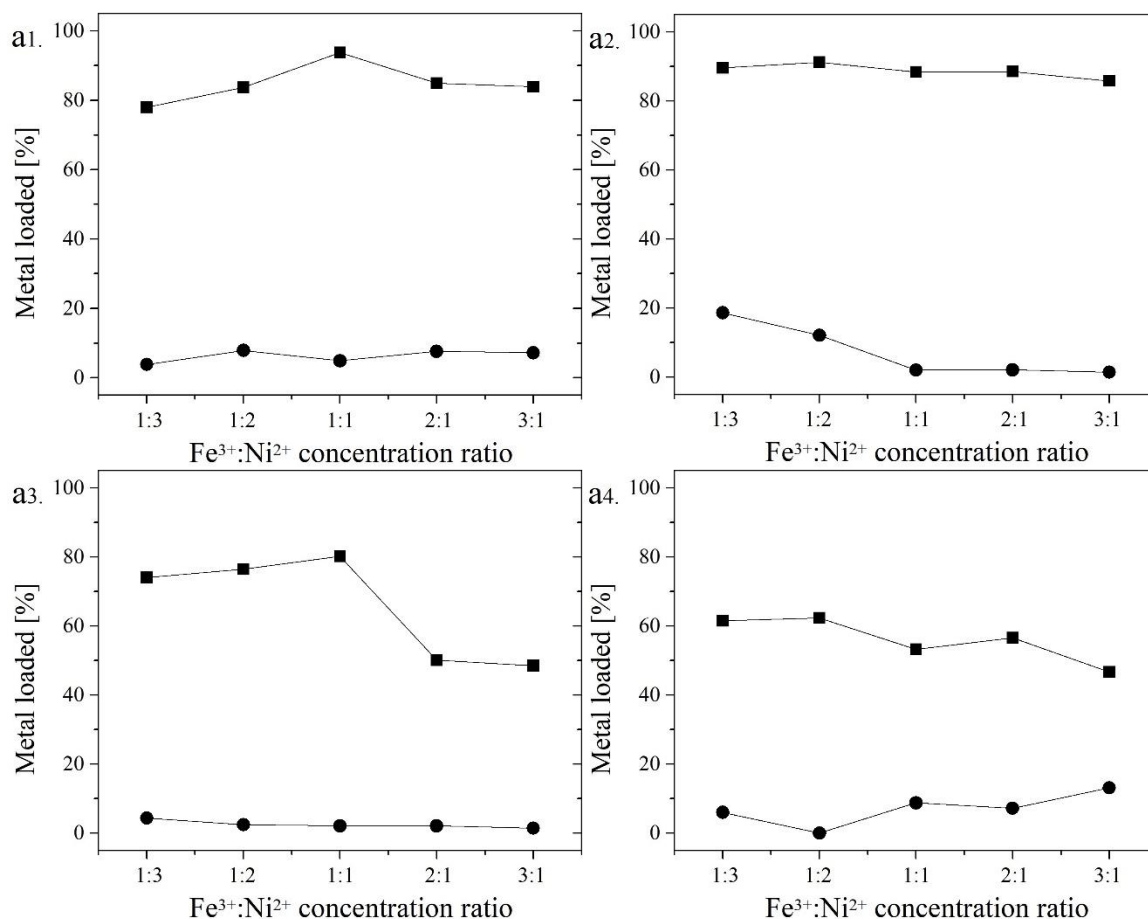 a1.
Metal loaded [%]
100
80
60
40
20
0
1:3 1:2 1:1 2:1 3:1
Fe³⁺:Ni²⁺ concentration ratio
a2.
Metal loaded [%]
100
80
60
40
20
0
1:3 1:2 1:1 2:1 3:1
Fe³⁺:Ni²⁺ concentration ratio
a3.
Metal loaded [%]
100
80
60
40
20
0
1:3 1:2 1:1 2:1 3:1
Fe³⁺:Ni²⁺ concentration ratio
a4.
Metal loaded [%]
100
80
60
40
20
0
1:3 1:2 1:1 2:1 3:1
Fe³⁺:Ni²⁺ concentration ratio